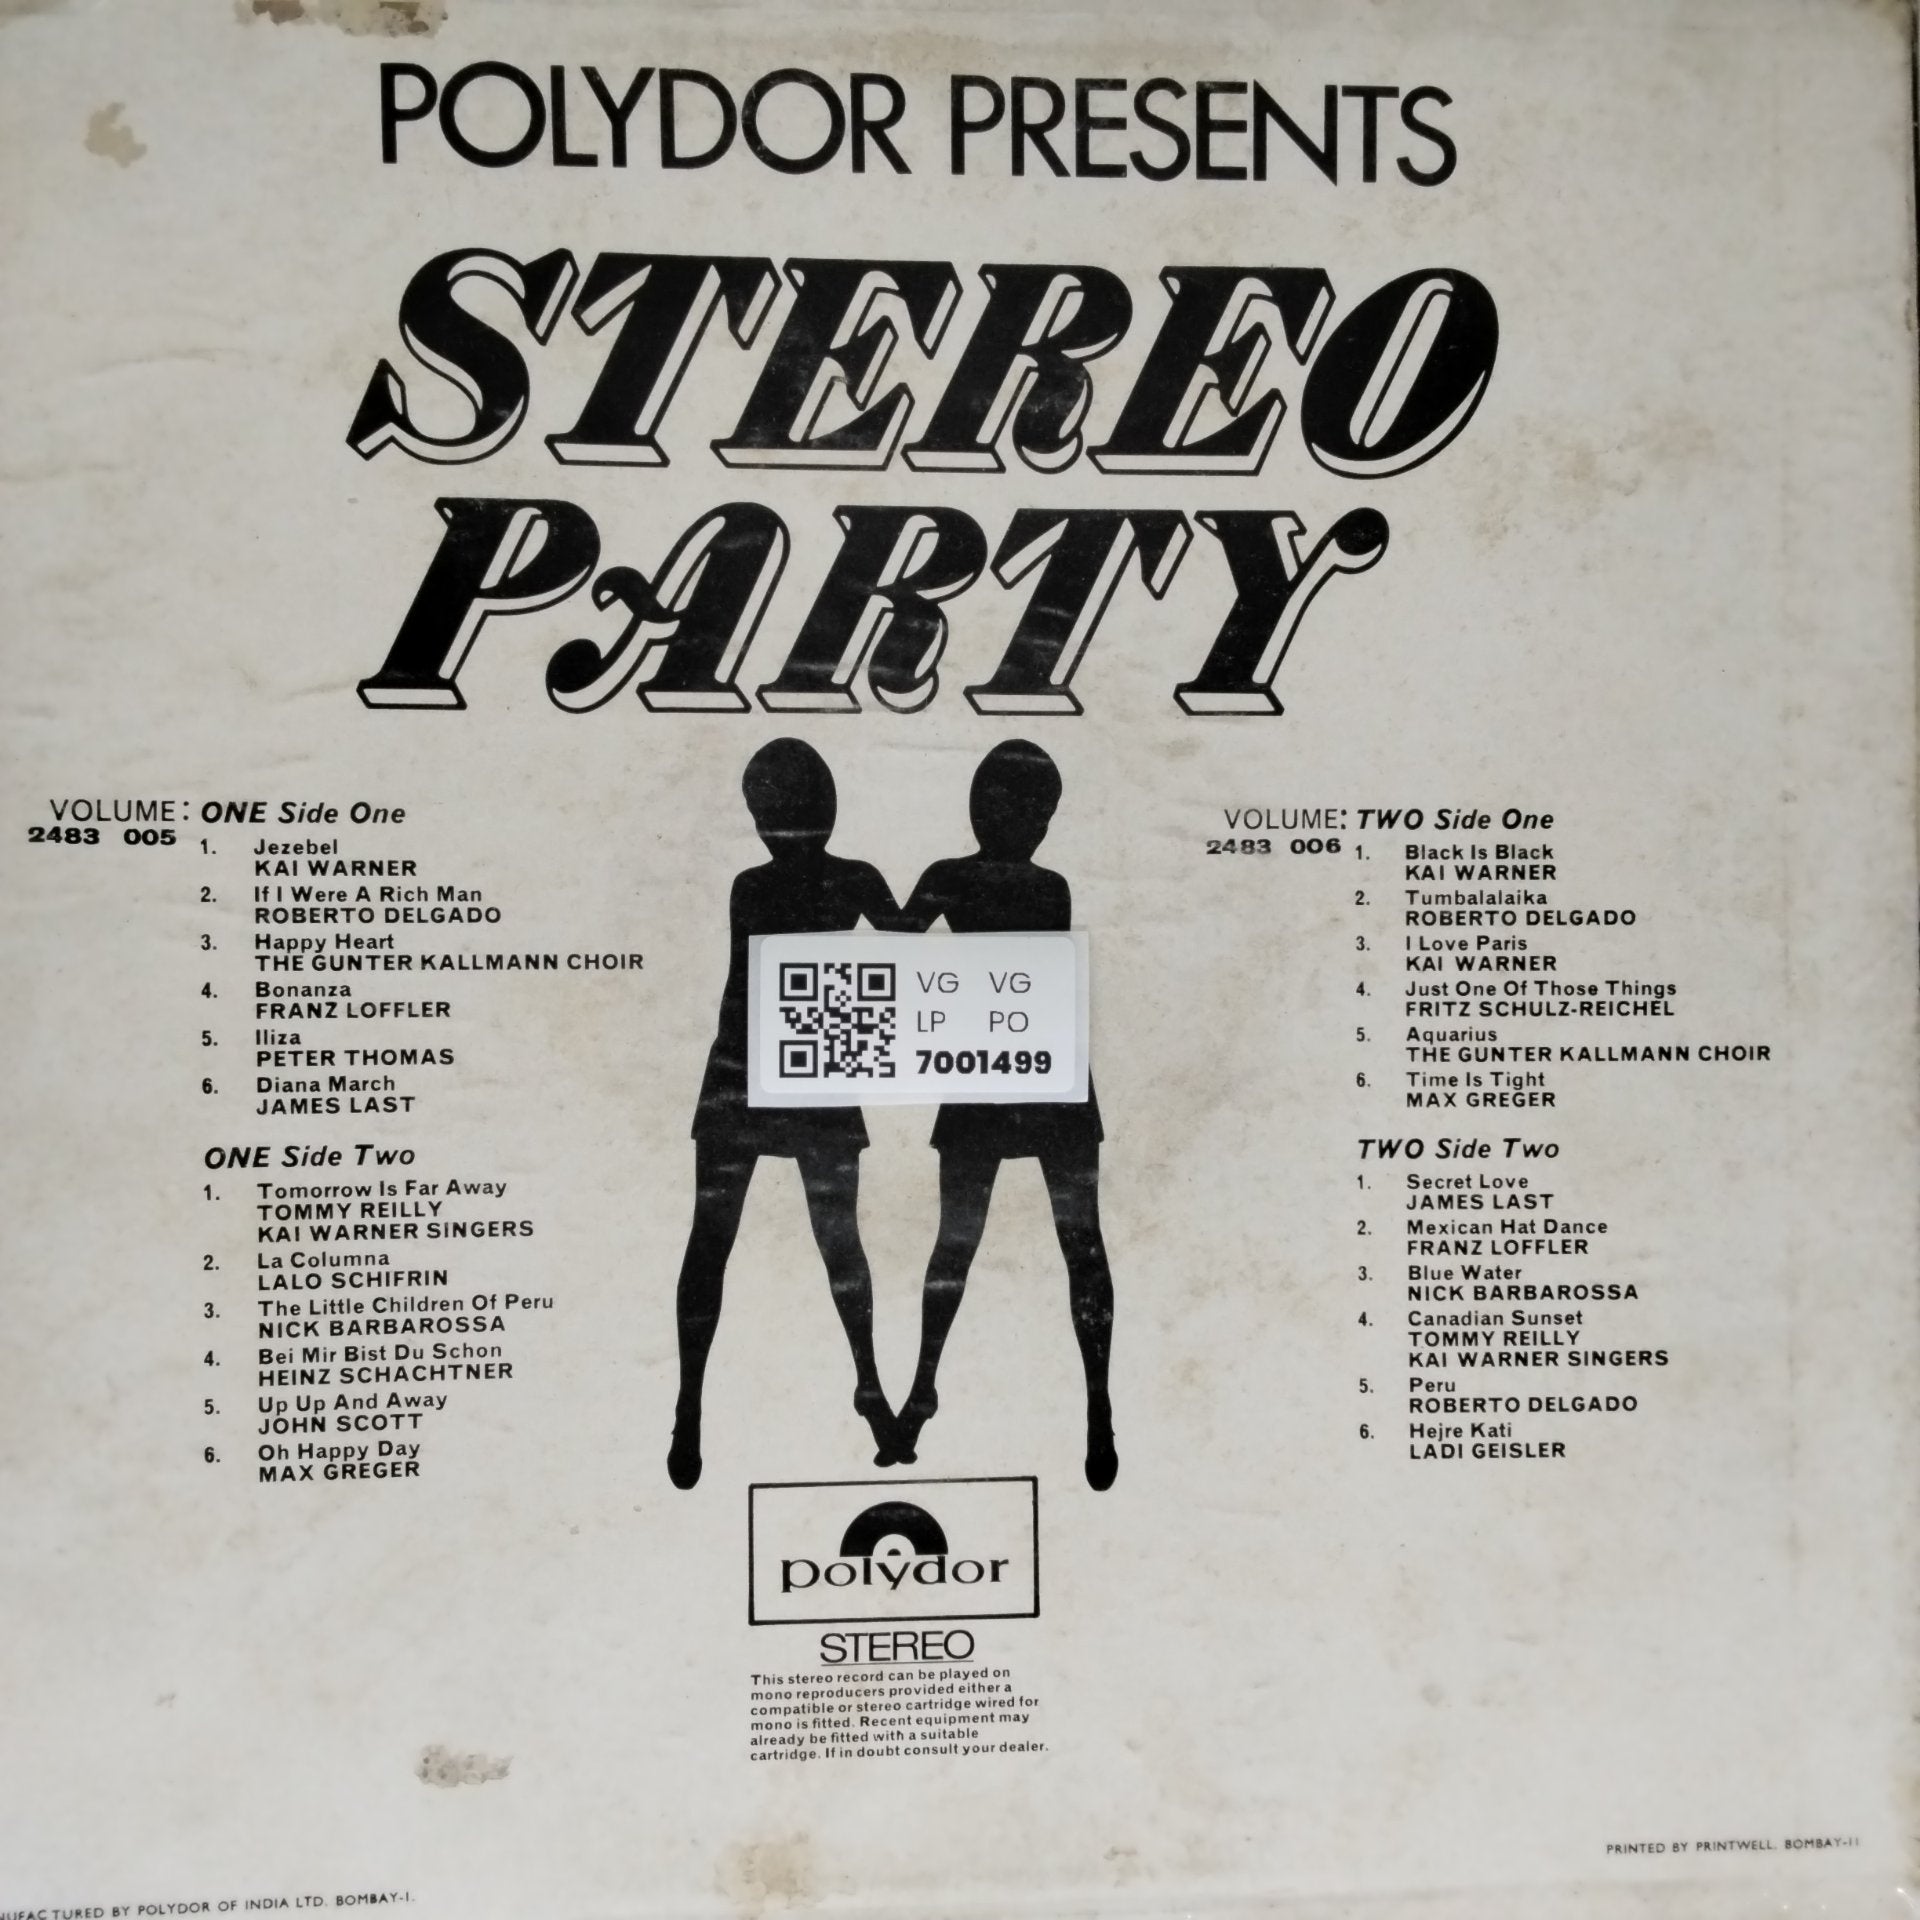 POLYDOR PRESENTS
STEREO
PARTY
VOLUME: ONE Side One
2483 005
1. Jezebel
KAI WARNER
2. If I Were A Rich Man
ROBERTO DELGADO
3. Happy Heart
THE GUNTER KALLMANN CHOIR
4. Bonanza
FRANZ LOFFLER
5. Iliza
PETER THOMAS
6. Diana March
JAMES LAST
ONE Side Two
1. Tomorrow Is Far Away
TOMMY REILLY
KAI WARNER SINGERS
2. La Columna
LALO SCHIFRIN
3. The Little Children Of Peru
NICK BARBAROSSA
4. Bei Mir Bist Du Schon
HEINZ SCHACHTNER
5. Up Up And Away
JOHN SCOTT
6. Oh Happy Day
MAX GREGER
VG VG
LP PO
7001499
VOLUME: TWO Side One
2483 006
1. Black Is Black
KAI WARNER
2. Tumbalalaika
ROBERTO DELGADO
3. I Love Paris
KAI WARNER
4. Just One Of Those Things
FRITZ SCHULZ-REICHEL
5. Aquarius
THE GUNTER KALLMANN CHOIR
6. Time Is Tight
MAX GREGER
TWO Side Two
1. Secret Love
JAMES LAST
2. Mexican Hat Dance
FRANZ LOFFLER
3. Blue Water
NICK BARBAROSSA
4. Canadian Sunset
TOMMY REILLY
KAI WARNER SINGERS
5. Peru
ROBERTO DELGADO
6. Hejre Kati
LADI GEISLER
polydor
STEREO
This stereo record can be played on
mono reproducers provided either a
compatible or stereo cartridge wired for
mono is fitted. Recent equipment may
already be fitted with a suitable
cartridge. If in doubt consult your dealer.
PRINTED BY PRINTWELL, BOMBAY-11
NUFACTURED BY POLYDOR OF INDIA LTD. BOMBAY-1.